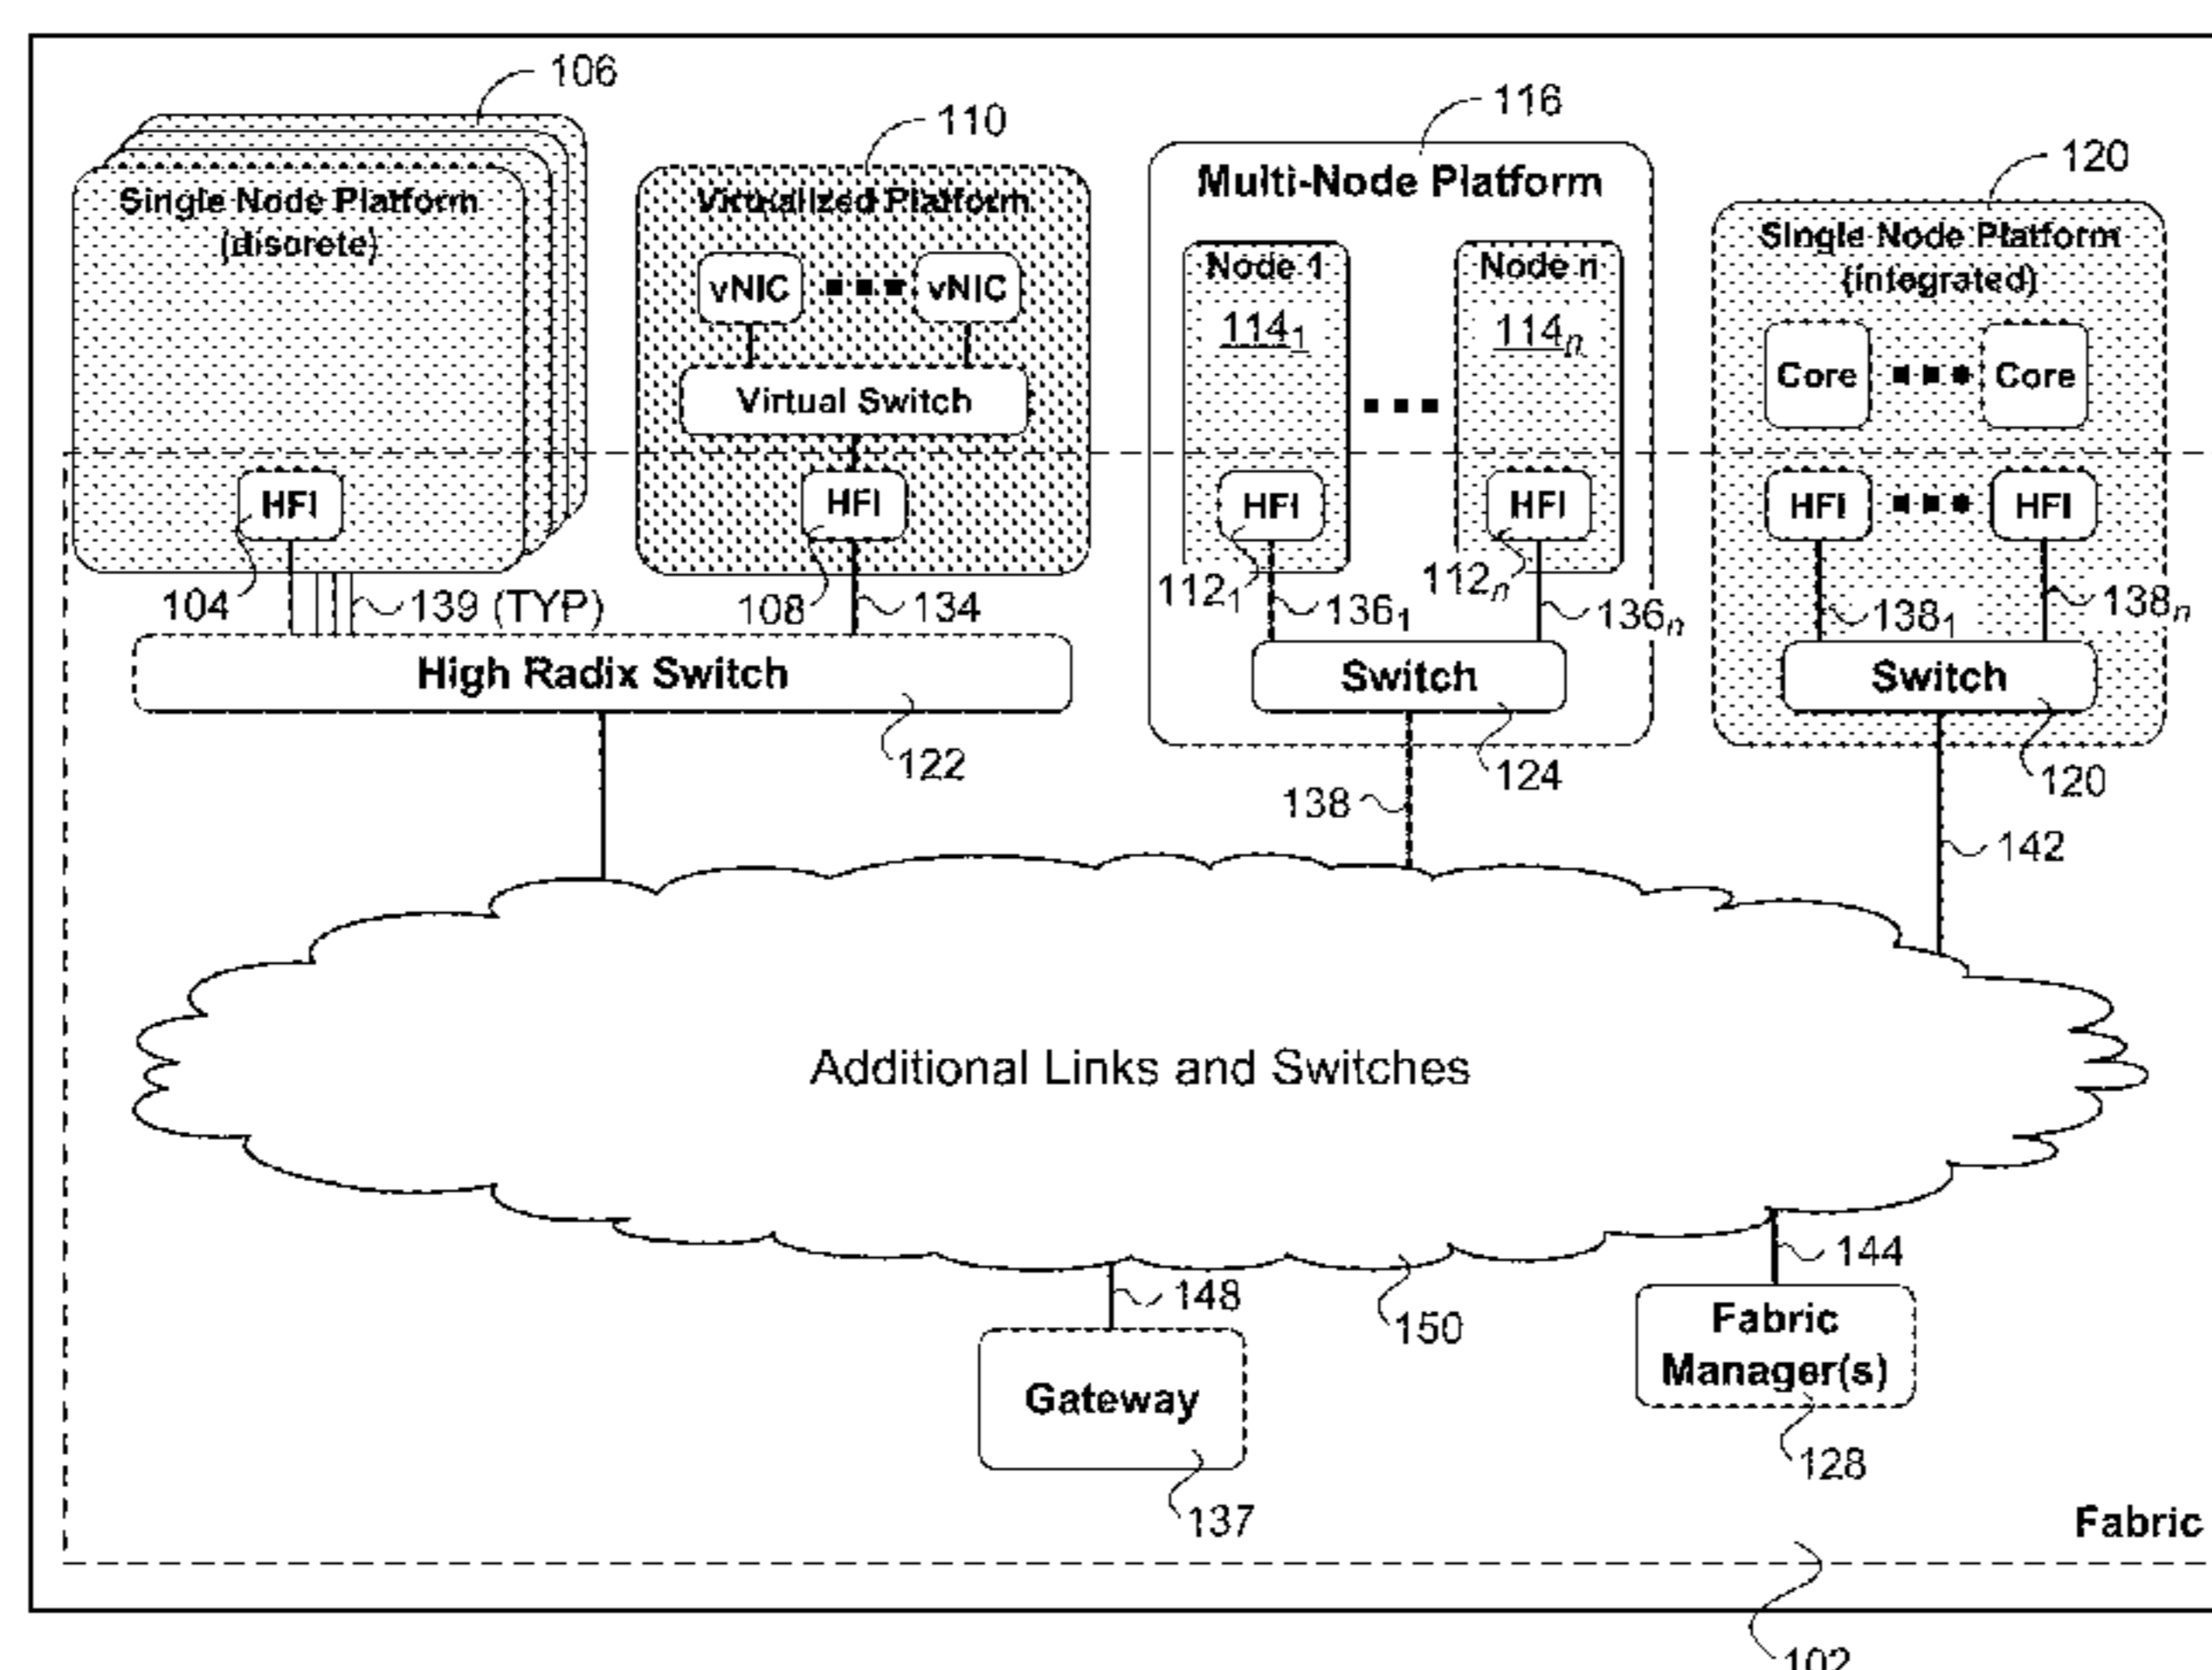 106
110
116
120
Single Node Platform
(discrete)
Virtualized Platform
Multi-Node Platform
Single Node Platform
(integrated)
vNIC
vNIC
Node 1
114₁
Node n
114ₙ
Core
Core
Virtual Switch
HFI
HFI
HFI
HFI
HFI
HFI
104
139 (TYP)
108
134
112₁
136₁
112ₙ
136ₙ
138₁
138ₙ
High Radix Switch
Switch
Switch
122
124
120
138
142
Additional Links and Switches
144
148
150
Fabric
Manager(s)
Gateway
128
137
Fabric
102